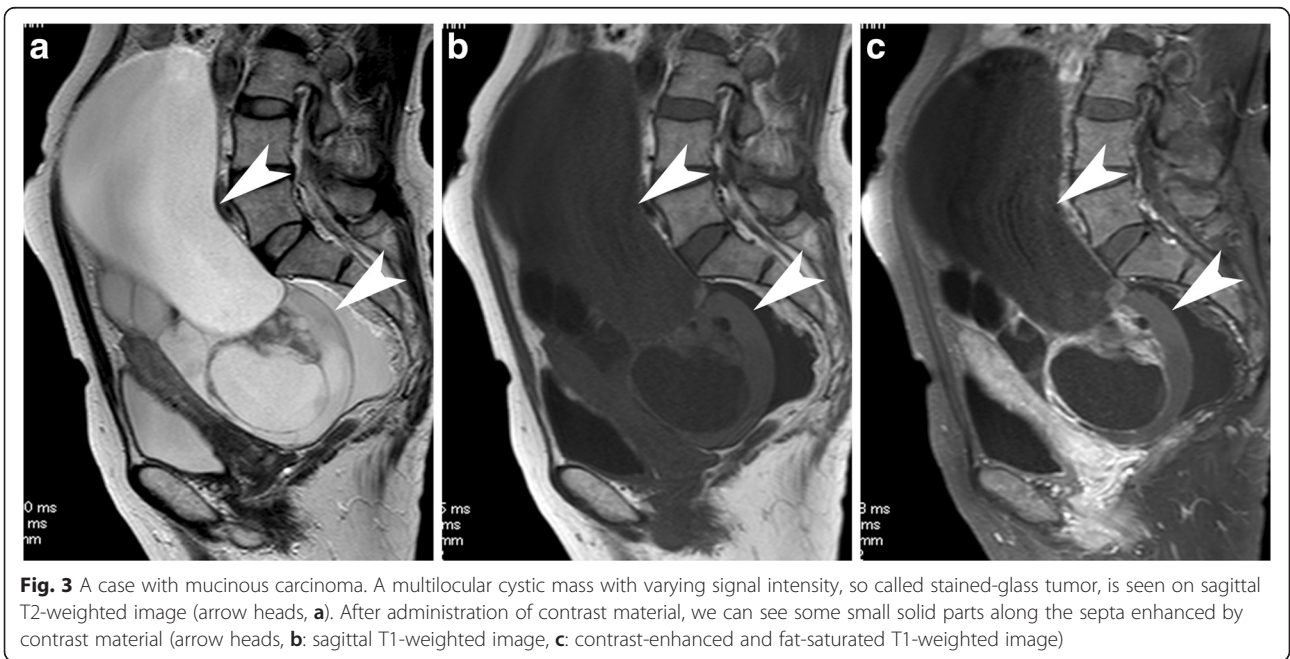 mm
a
0 ms
ms
mm
mm
b
5 ms
mm
mm
c
8 ms
mm
Fig. 3 A case with mucinous carcinoma. A multilocular cystic mass with varying signal intensity, so called stained-glass tumor, is seen on sagittal
T2-weighted image (arrow heads, a). After administration of contrast material, we can see some small solid parts along the septa enhanced by
contrast material (arrow heads, b: sagittal T1-weighted image, c: contrast-enhanced and fat-saturated T1-weighted image)